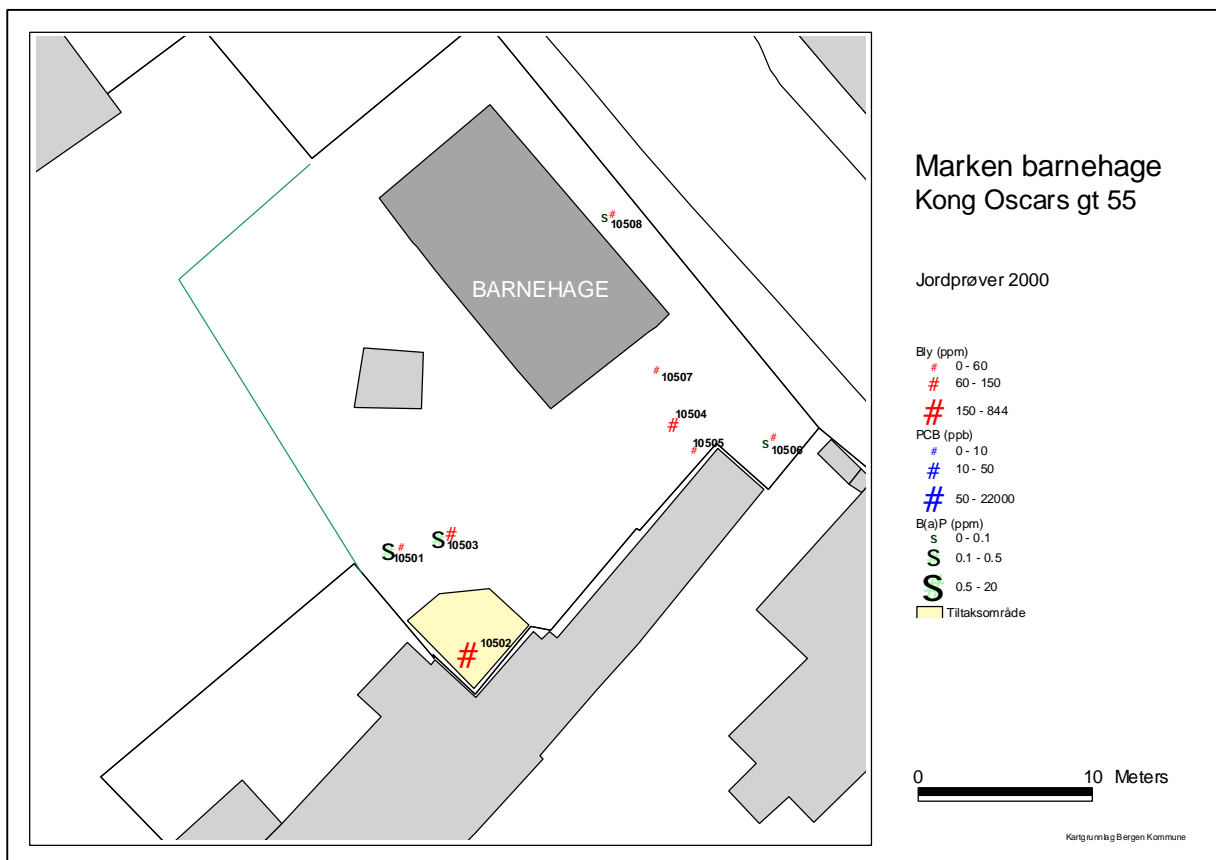 Marken barnehage
Kong Oscars gt 55
Jordprøver 2000
Bly (ppm)
# 0 - 60
# 60 - 150
# 150 - 844
PCB (ppb)
# 0 - 10
# 10 - 50
# 50 - 22000
B(a)P (ppm)
s 0 - 0.1
s 0.1 - 0.5
s 0.5 - 20
Tiltaksområde
0 10 Meters
Kartgrunnlag Bergen Kommune
s # 10508
BARNEHAGE
# 10507
# 10504
# 10505
s # 10506
s # 10503
s # 10501
# 10502